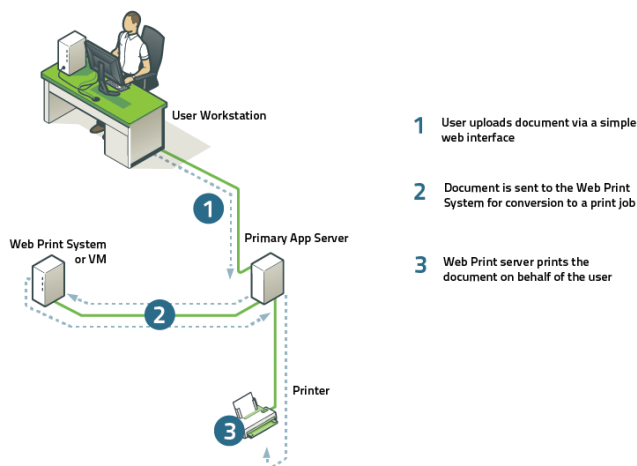 User Workstation
1 User uploads document via a simple
web interface
1
2 Document is sent to the Web Print
System for conversion to a print job
Primary App Server
Web Print System
or VM
3 Web Print server prints the
document on behalf of the user
2
Printer
3